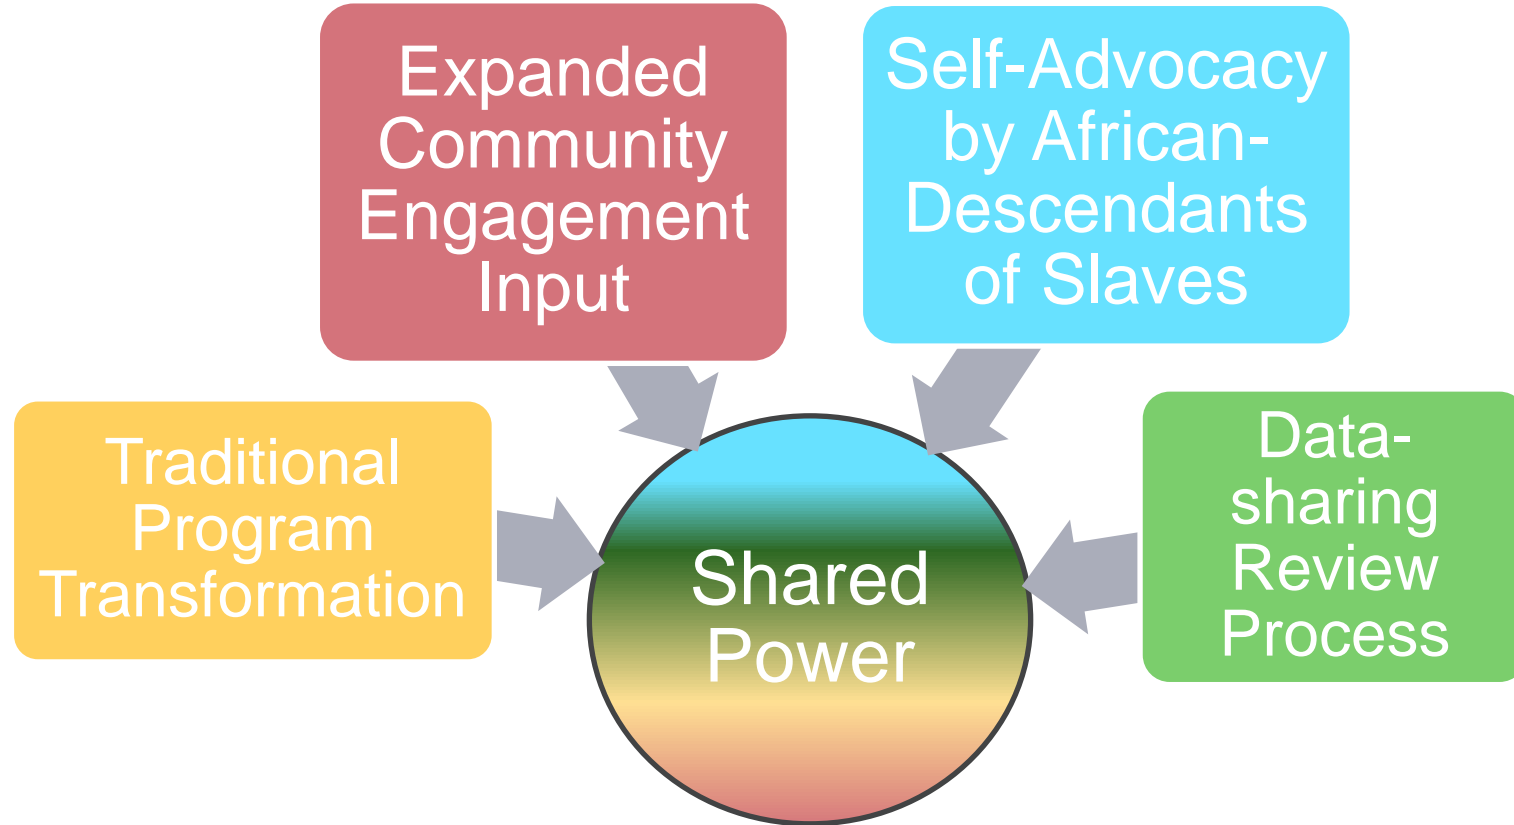 Expanded
Community
Engagement
Input
Self-Advocacy
by African-
Descendants
of Slaves
Traditional
Program
Transformation
Data-
sharing
Review
Process
Shared
Power